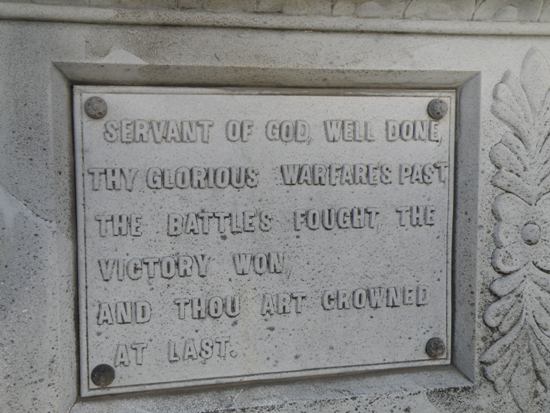 SERVANT OF GOD, WELL DONE,
THY GLORIOUS WARFARE'S PAST
THE BATTLE'S FOUGHT, THE
VICTORY WON,
AND THOU ART CROWNED
AT LAST.